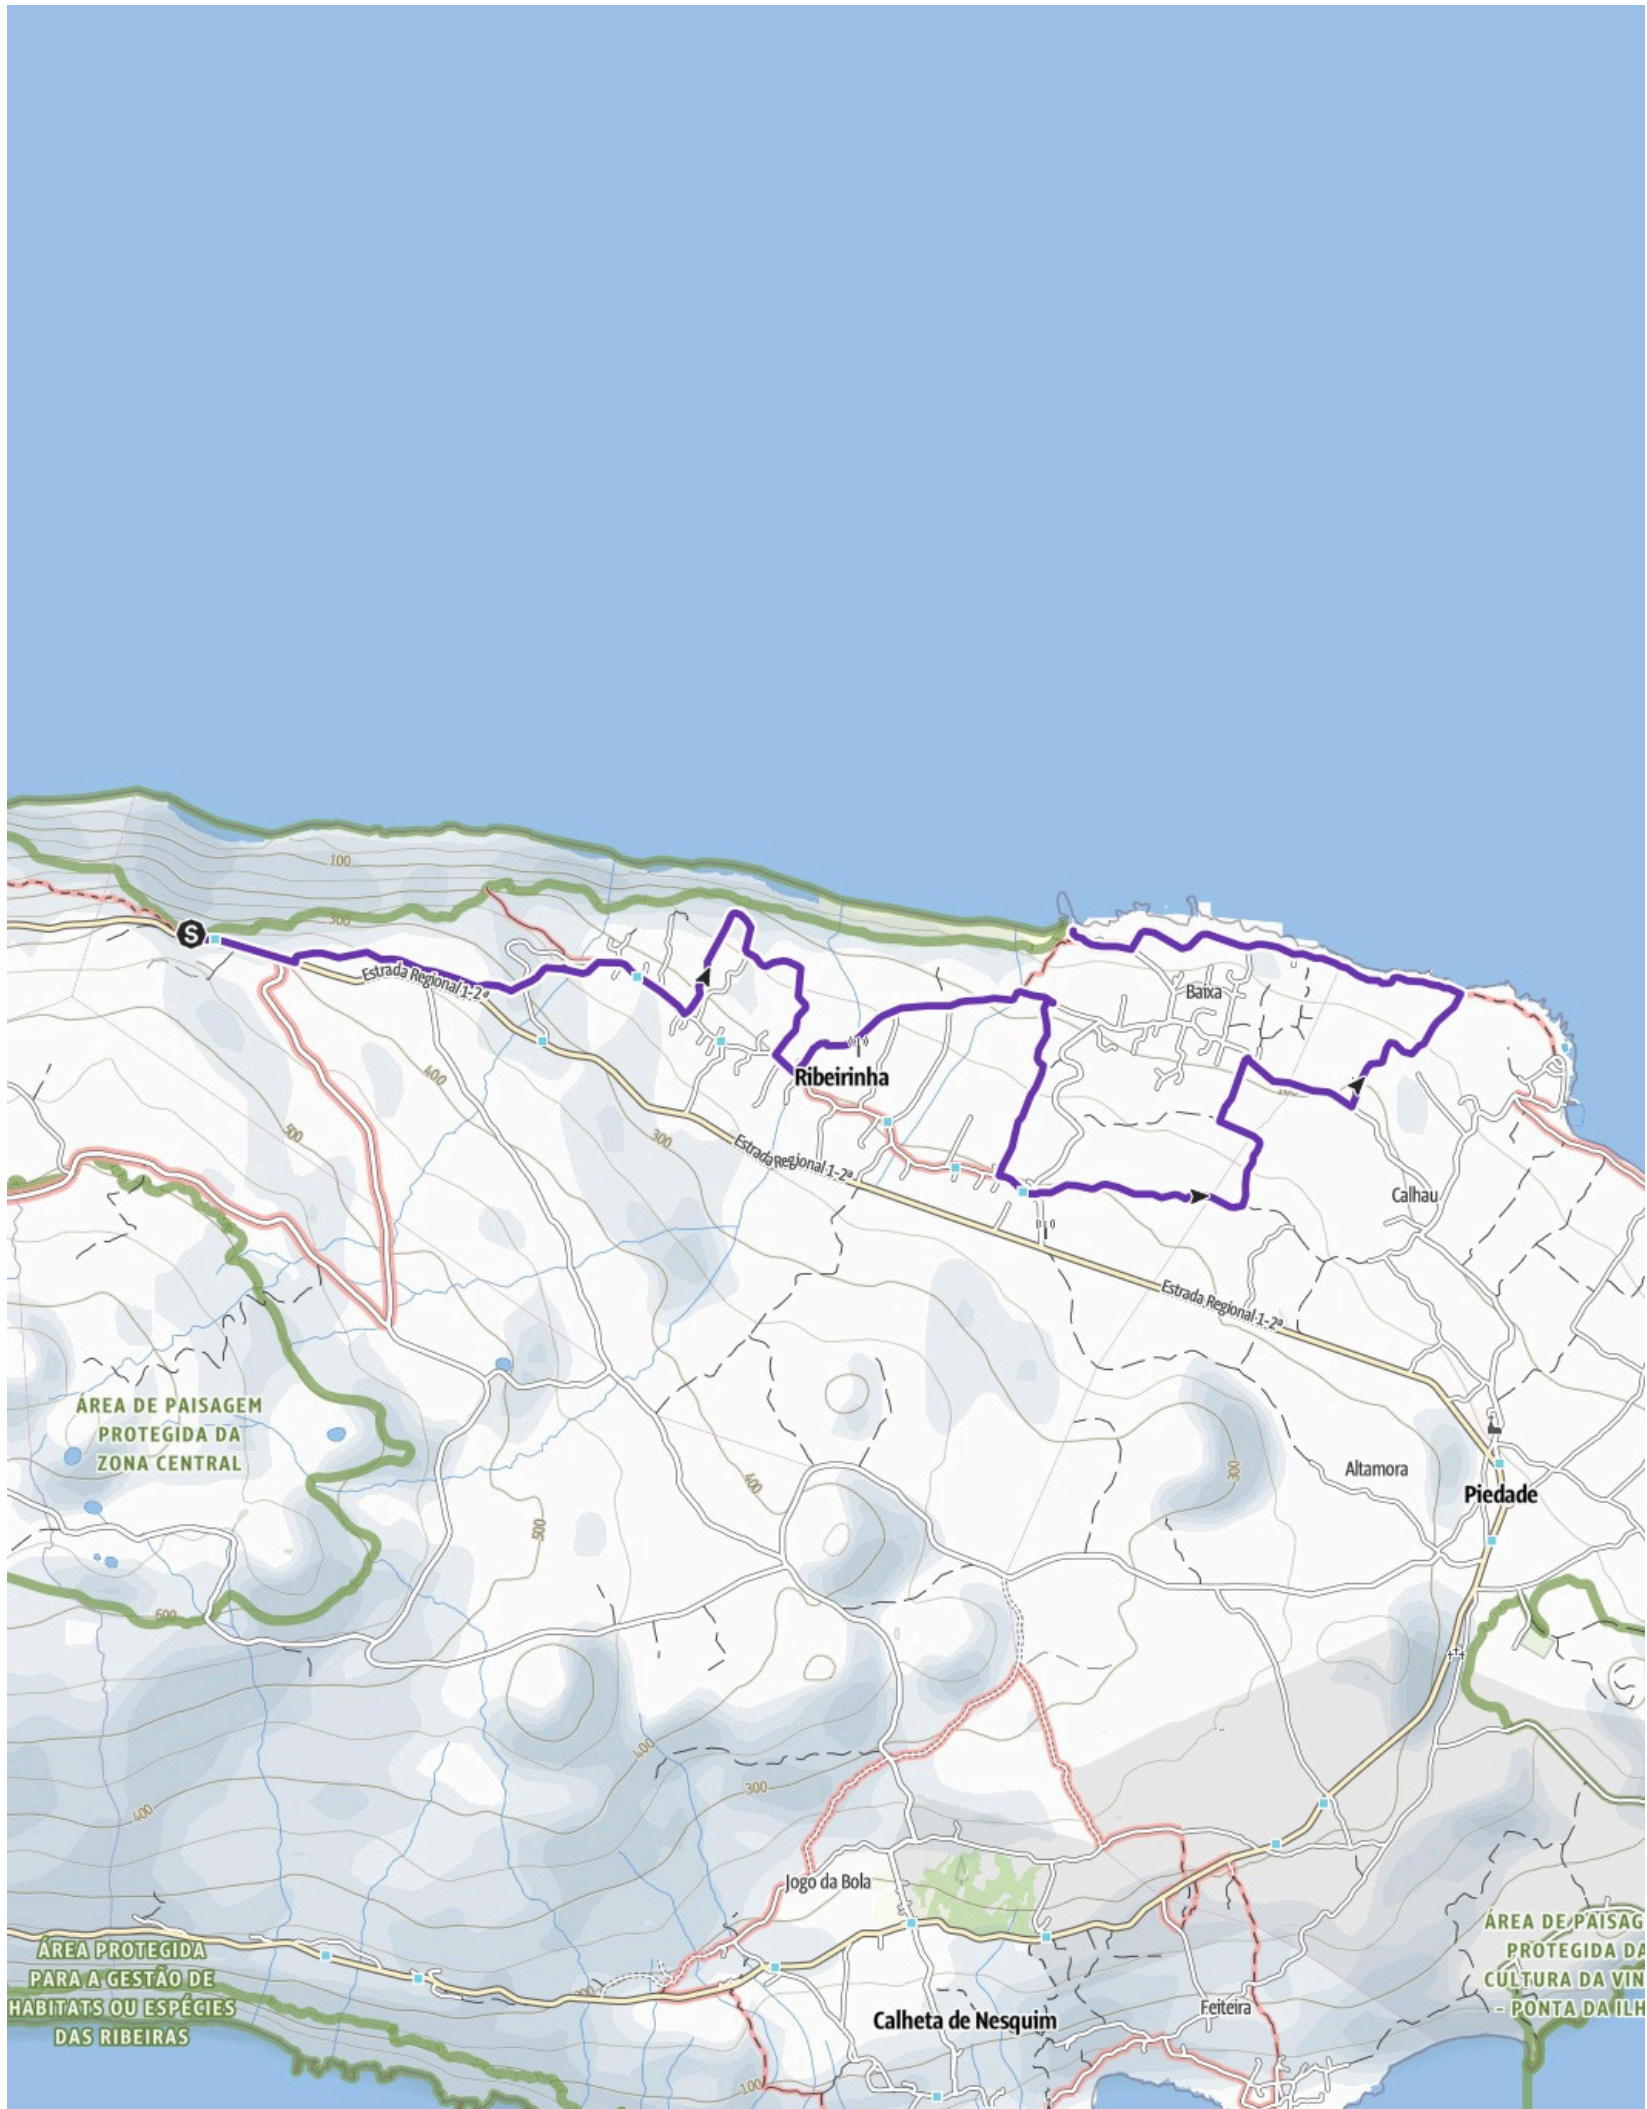 100
300
S
Estrada Regional 1-2ª
Baixa
400
Ribeirinha
100
500
300
Estrada Regional 1-2ª
Calhau
Estrada Regional 1-2ª
ÁREA DE PAISAGEM
PROTEGIDA DA
ZONA CENTRAL
300
Altamora
400
Piedade
500
600
400
300
400
Jogo da Bola
ÁREA DE PAISAG
PROTEGIDA DA
CULTURA DA VIN
- PONTA DA ILH
ÁREA PROTEGIDA
PARA A GESTÃO DE
HABITATS OU ESPÉCIES
DAS RIBEIRAS
Feiteira
Calheta de Nesquim
100